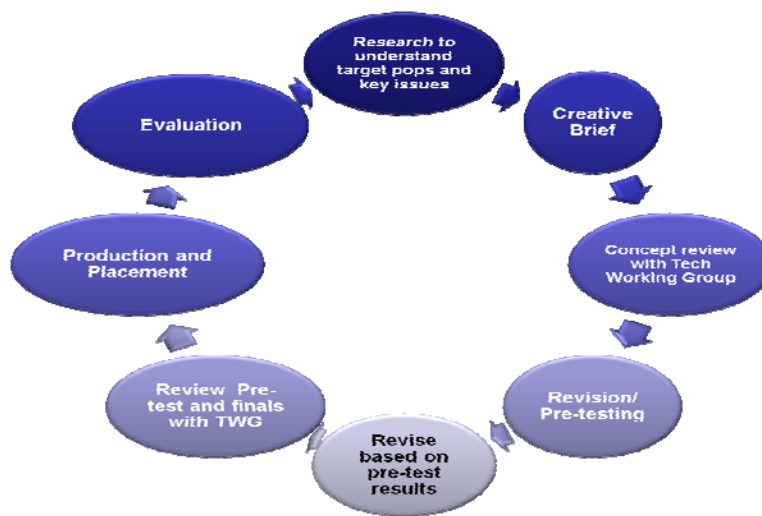 Research to
understand
target pops and
key issues
Creative
Brief
Concept review
with Tech
Working Group
Revision/
Pre-testing
Revise
based on
pre-test
results
Review Pre-
test and finals
with TWG
Production and
Placement
Evaluation